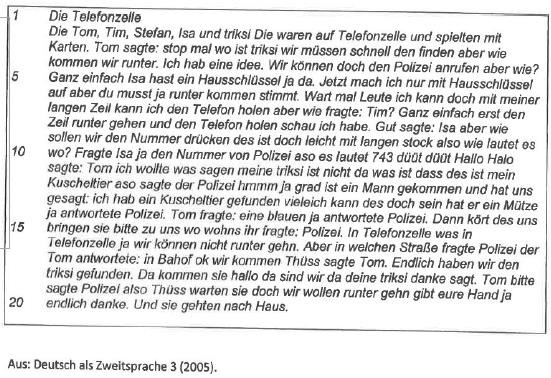 1 Die Telefonzelle
Die Tom, Tim, Stefan, Isa und triksi Die waren auf Telefonzelle und spielten mit
Karten. Tom sagte: stop mal wo ist triksi wir müssen schnell den finden aber wie
kommen wir runter. Ich hab eine idee. Wir können doch den Polizei anrufen aber wie?
5 Ganz einfach Isa hast ein Hausschlüssel ja da. Jetzt mach ich nur mit Hausschlüssel
auf aber du musst ja runter kommen stimmt. Wart mal Leute ich kann doch mit meiner
langen Zeil kann ich den Telefon holen aber wie fragte: Tim? Ganz einfach erst den
Zeil runter gehen und den Telefon holen schau ich habe. Gut sagte: Isa aber wie
sollen wir den Nummer drücken des ist doch leicht mit langen stock also wie lautet es
10 wo? Fragte Isa ja den Nummer von Polizei aso es lautet 743 düüt düüt Hallo Halo
sagte: Tom ich wollte was sagen meine triksi ist nicht da was ist dass des ist mein
Kuscheltier aso sagte der Polizei hmmm ja grad ist ein Mann gekommen und hat uns
gesagt: ich hab ein Kuscheltier gefunden vieleich kann des doch sein hat er ein Mütze
ja antwortete Polizei. Tom fragte: eine blauen ja antwortete Polizei. Dann kört des uns
15 bringen sie bitte zu uns wo wohns ihr fragte: Polizei. In Telefonzelle was in
Telefonzelle ja wir können nicht runter gehn. Aber in welchen Straße fragte Polizei der
Tom antwortete: in Bahof ok wir kommen Thüss sagte Tom. Endlich haben wir den
triksi gefunden. Da kommen sie hallo da sind wir da deine triksi danke sagt. Tom bitte
sagte Polizei also Thüss warten sie doch wir wollen runter gehn gibt eure Hand ja
20 endlich danke. Und sie gehten nach Haus.
Aus: Deutsch als Zweitsprache 3 (2005).